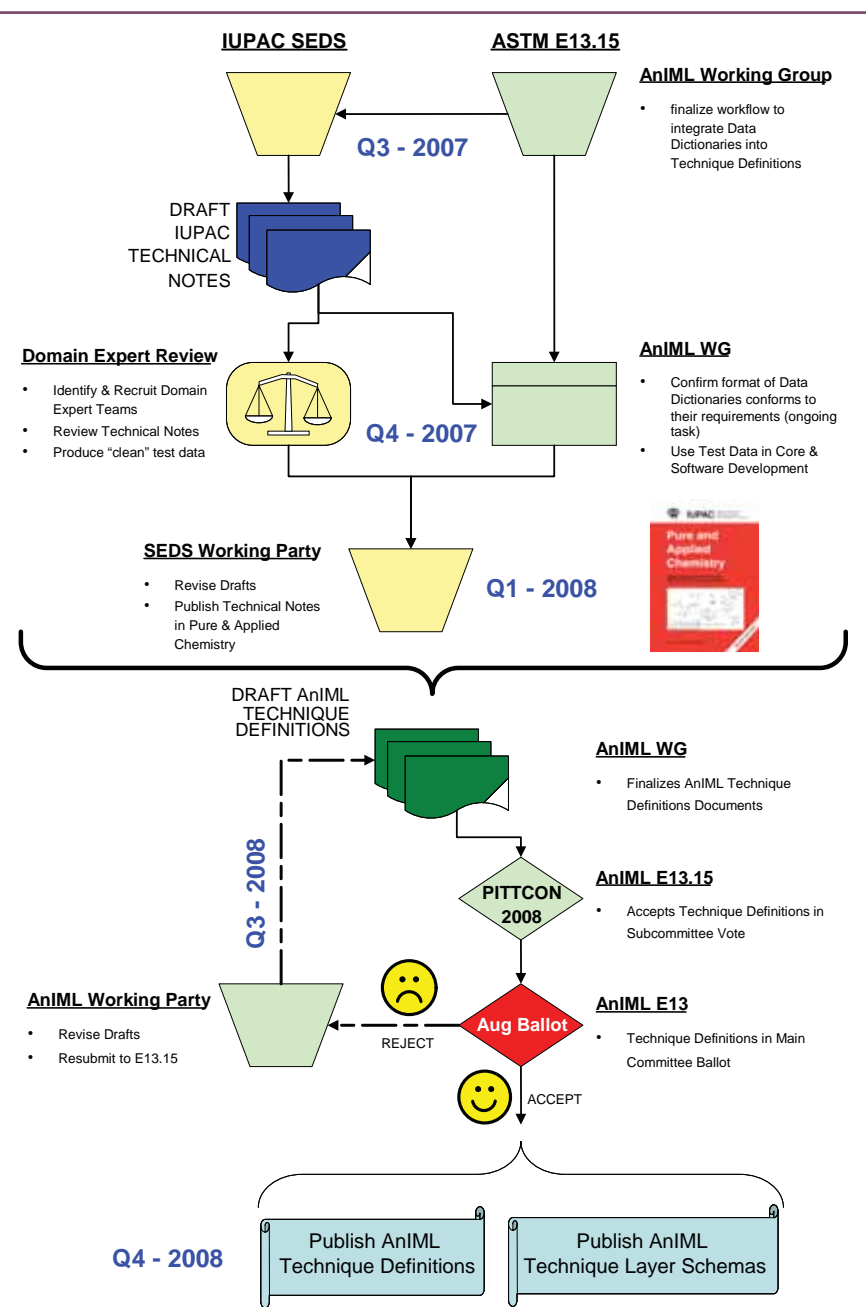 IUPAC SEDS
ASTM E13.15
AnIML Working Group
• finalize workflow to
integrate Data
Dictionaries into
Technique Definitions
Q3 - 2007
DRAFT
IUPAC
TECHNICAL
NOTES
Domain Expert Review
• Identify & Recruit Domain
Expert Teams
• Review Technical Notes
• Produce “clean” test data
Q4 - 2007
AnIML WG
• Confirm format of Data
Dictionaries conforms to
their requirements (ongoing
task)
• Use Test Data in Core &
Software Development
SEDS Working Party
• Revise Drafts
• Publish Technical Notes
in Pure & Applied
Chemistry
Q1 - 2008
IUPAC
Pure and
Applied
Chemistry
DRAFT AnIML
TECHNIQUE
DEFINITIONS
AnIML WG
• Finalizes AnIML Technique
Definitions Documents
Q3 - 2008
PITTCON
2008
AnIML E13.15
• Accepts Technique Definitions in
Subcommittee Vote
AnIML Working Party
• Revise Drafts
• Resubmit to E13.15
REJECT
Aug Ballot
AnIML E13
• Technique Definitions in Main
Committee Ballot
ACCEPT
Q4 - 2008
Publish AnIML
Technique Definitions
Publish AnIML
Technique Layer Schemas